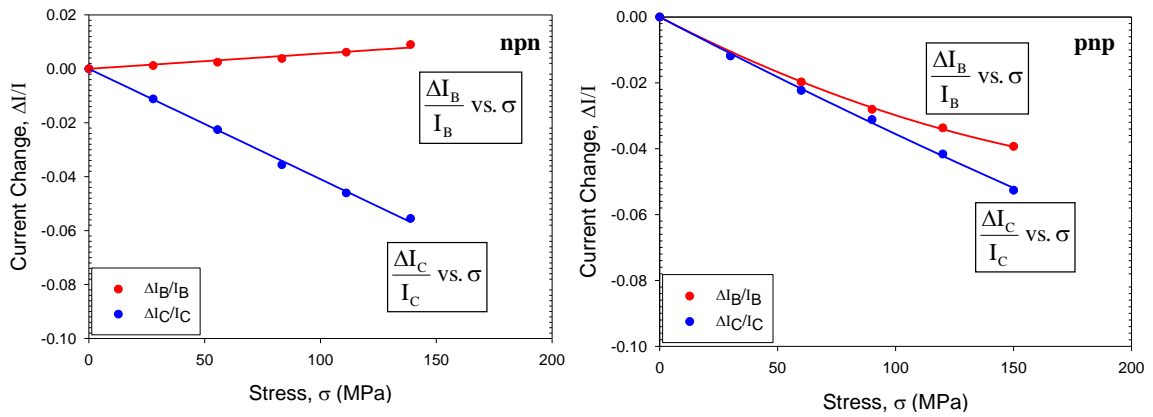 0.02
0.00
-0.02
-0.04
-0.06
-0.08
-0.10
0
50
100
150
200
Current Change, ΔI/I
Stress, σ (MPa)
npn
ΔI_B/I_B vs. σ
ΔI_C/I_C vs. σ
ΔI_B/I_B
ΔI_C/I_C
0.00
-0.02
-0.04
-0.06
-0.08
-0.10
0
50
100
150
200
Current Change, ΔI/I
Stress, σ (MPa)
pnp
ΔI_B/I_B vs. σ
ΔI_C/I_C vs. σ
ΔI_B/I_B
ΔI_C/I_C